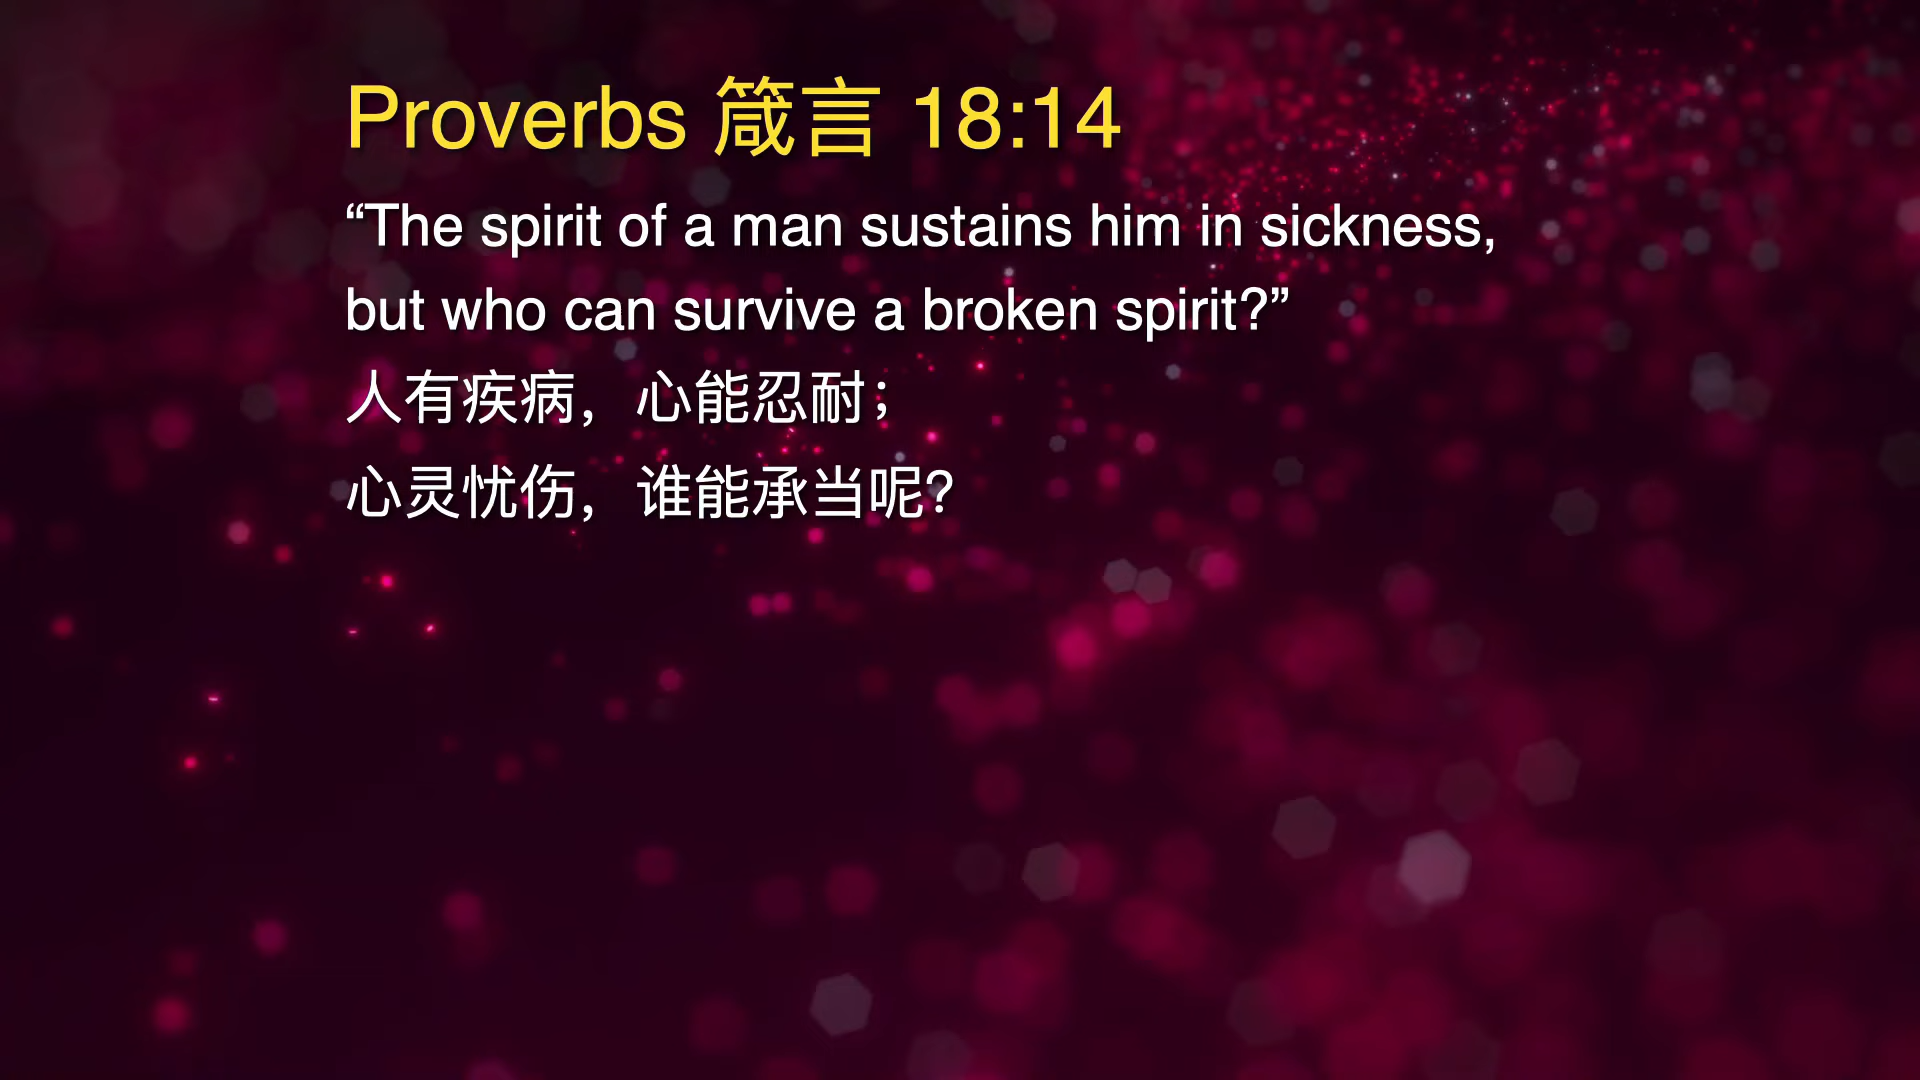 Proverbs 箴言 18:14
“The spirit of a man sustains him in sickness,
but who can survive a broken spirit?”
人有疾病，心能忍耐；
心灵忧伤，谁能承当呢？